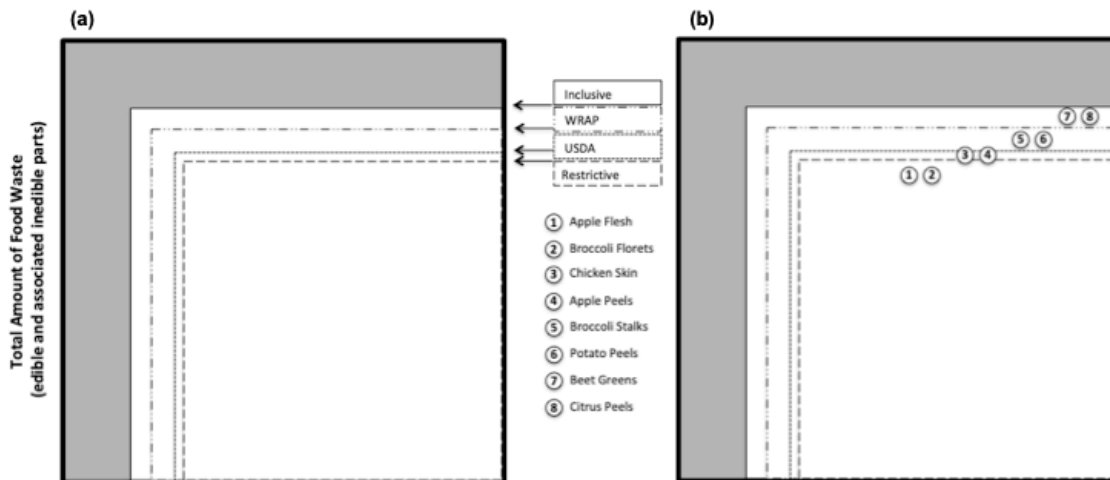 (a)
(b)
Total Amount of Food Waste
(edible and associated inedible parts)
Inclusive
WRAP
USDA
Restrictive
1 Apple Flesh
2 Broccoli Florets
3 Chicken Skin
4 Apple Peels
5 Broccoli Stalks
6 Potato Peels
7 Beet Greens
8 Citrus Peels
7 8
5 6
3 4
1 2